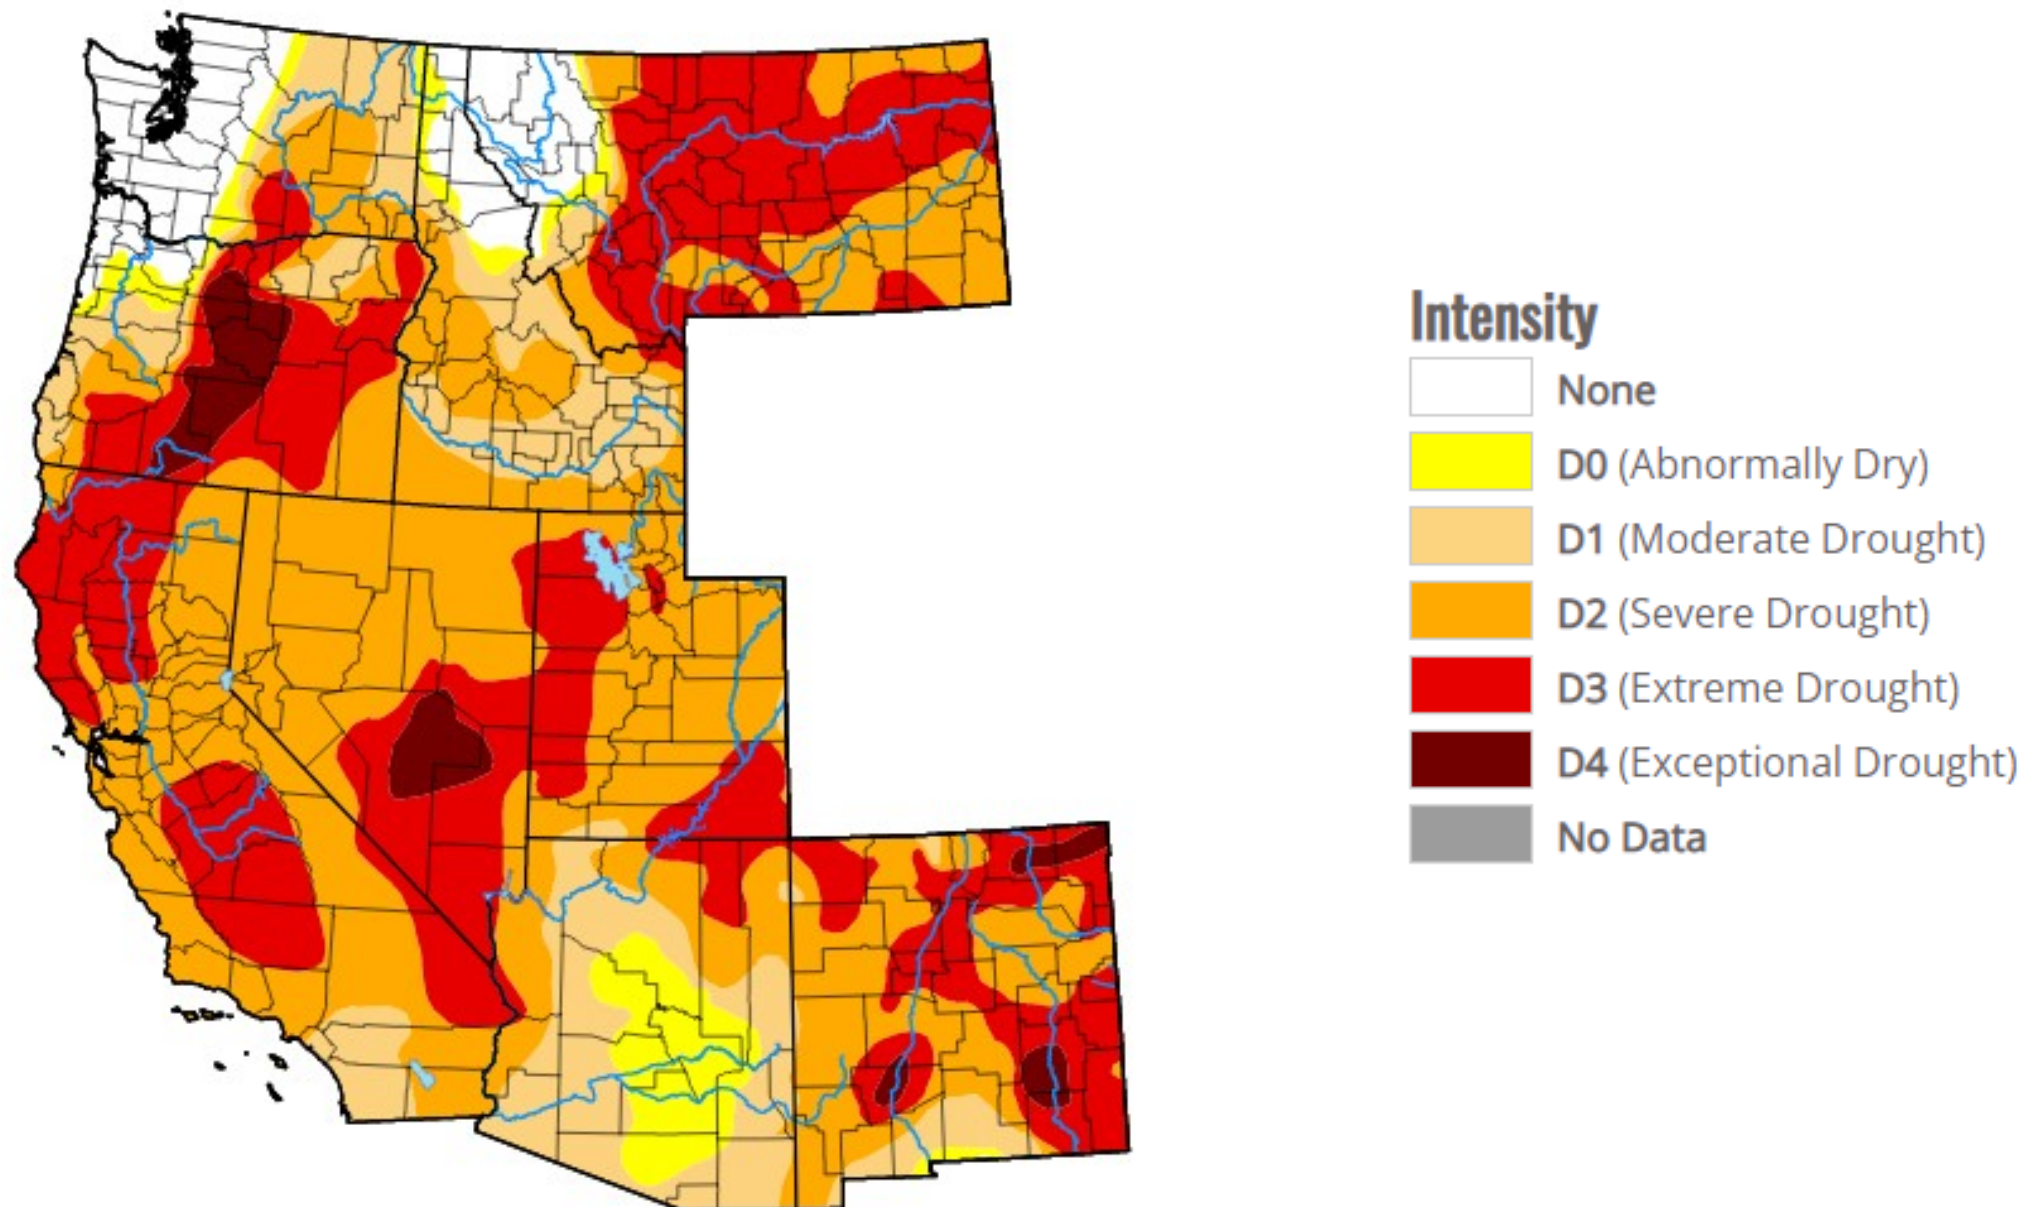 Intensity
None
D0 (Abnormally Dry)
D1 (Moderate Drought)
D2 (Severe Drought)
D3 (Extreme Drought)
D4 (Exceptional Drought)
No Data